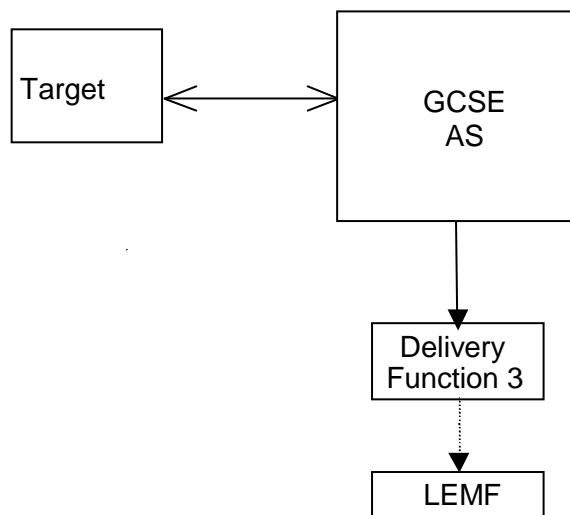 Target
GCSE
AS
Delivery
Function 3
LEMF